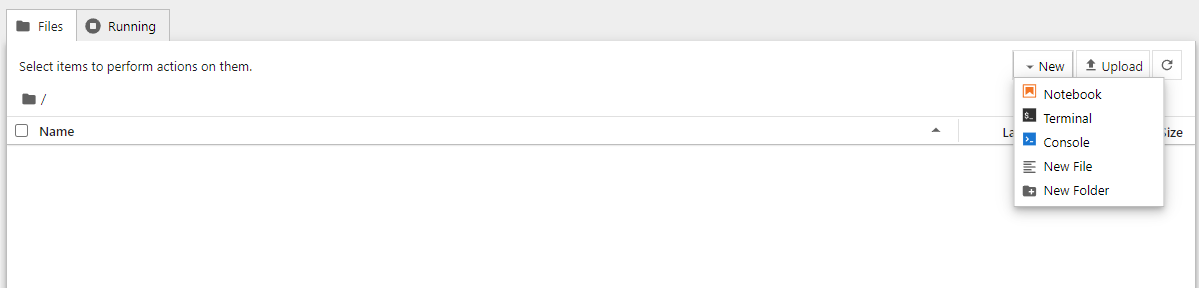 Files Running
Select items to perform actions on them.
New Upload
/
Name
Notebook
Terminal
Console
New File
New Folder